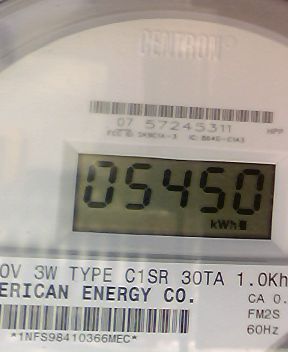 CENTRON®
07 57245311
HPP
05450
kWh
0V 3W TYPE C1SR 30TA 1.0Kh
ERICAN ENERGY CO.
CA 0.
FM2S
60Hz
*1NFS98410366MEC*